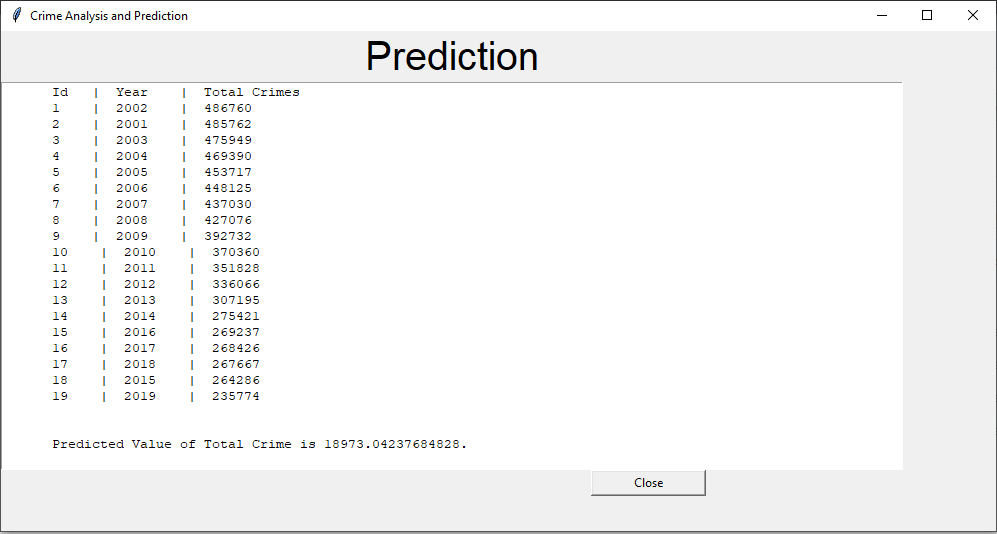 Crime Analysis and Prediction
Prediction
Id | Year | Total Crimes
1 | 2002 | 486760
2 | 2001 | 485762
3 | 2003 | 475949
4 | 2004 | 469390
5 | 2005 | 453717
6 | 2006 | 448125
7 | 2007 | 437030
8 | 2008 | 427076
9 | 2009 | 392732
10 | 2010 | 370360
11 | 2011 | 351828
12 | 2012 | 336066
13 | 2013 | 307195
14 | 2014 | 275421
15 | 2016 | 269237
16 | 2017 | 268426
17 | 2018 | 267667
18 | 2015 | 264286
19 | 2019 | 235774
Predicted Value of Total Crime is 18973.04237684828.
Close